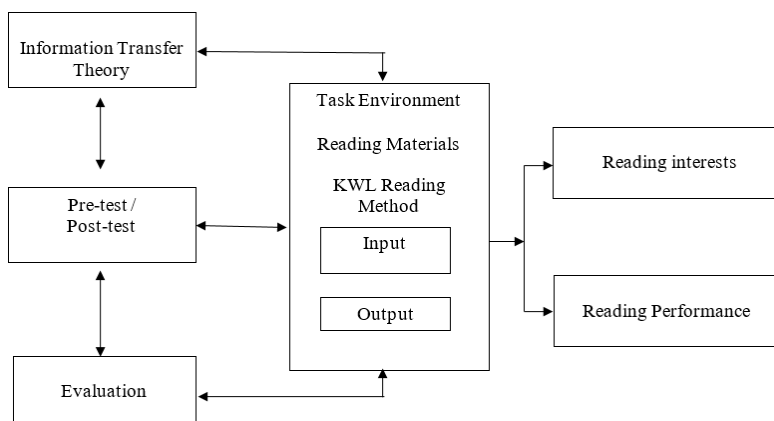 Information Transfer
Theory
Task Environment
Reading Materials
KWL Reading
Method
Input
Output
Pre-test /
Post-test
Evaluation
Reading interests
Reading Performance